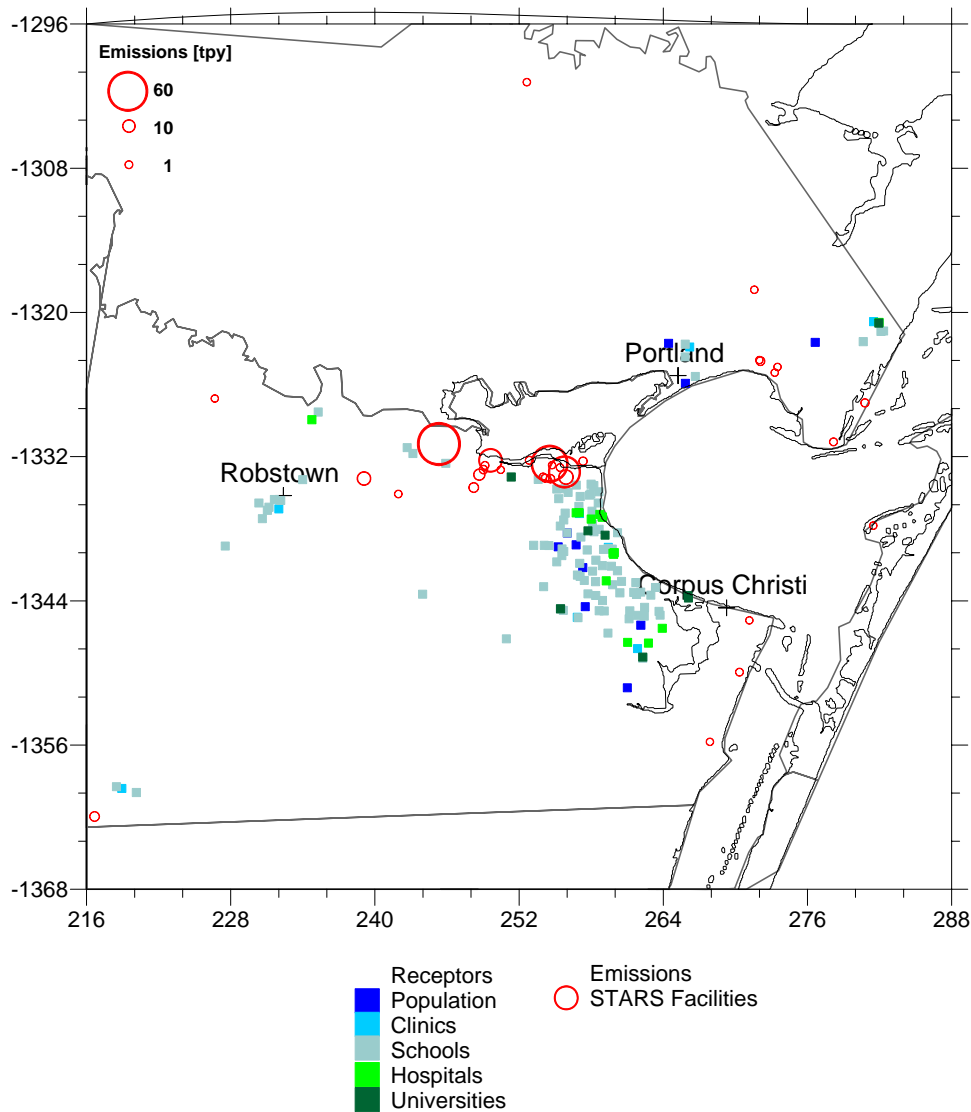 -1296
Emissions [tpy]
60
10
1
-1308
-1320
Portland
-1332
Robstown
-1344
Corpus Christi
-1356
-1368
216 228 240 252 264 276 288
Receptors
Population
Clinics
Schools
Hospitals
Universities
Emissions
STARS Facilities